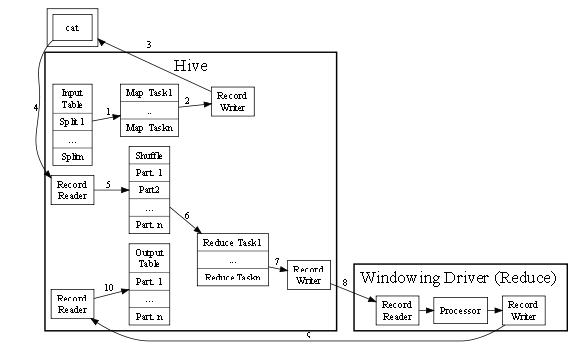 cat
3
Hive
4
Input
Table
Split 1
...
Splitn
1
Map Task1
..
Map Taskn
2
Record
Writer
Record
Reader
5
Shuffle
Part. 1
Part2
...
Part. n
6
Reduce Task1
...
Reduce Taskn
7
Record
Writer
8
Output
Table
Part. 1
...
Part. n
10
Record
Reader
Windowing Driver (Reduce)
Record
Reader
Processor
Record
Writer